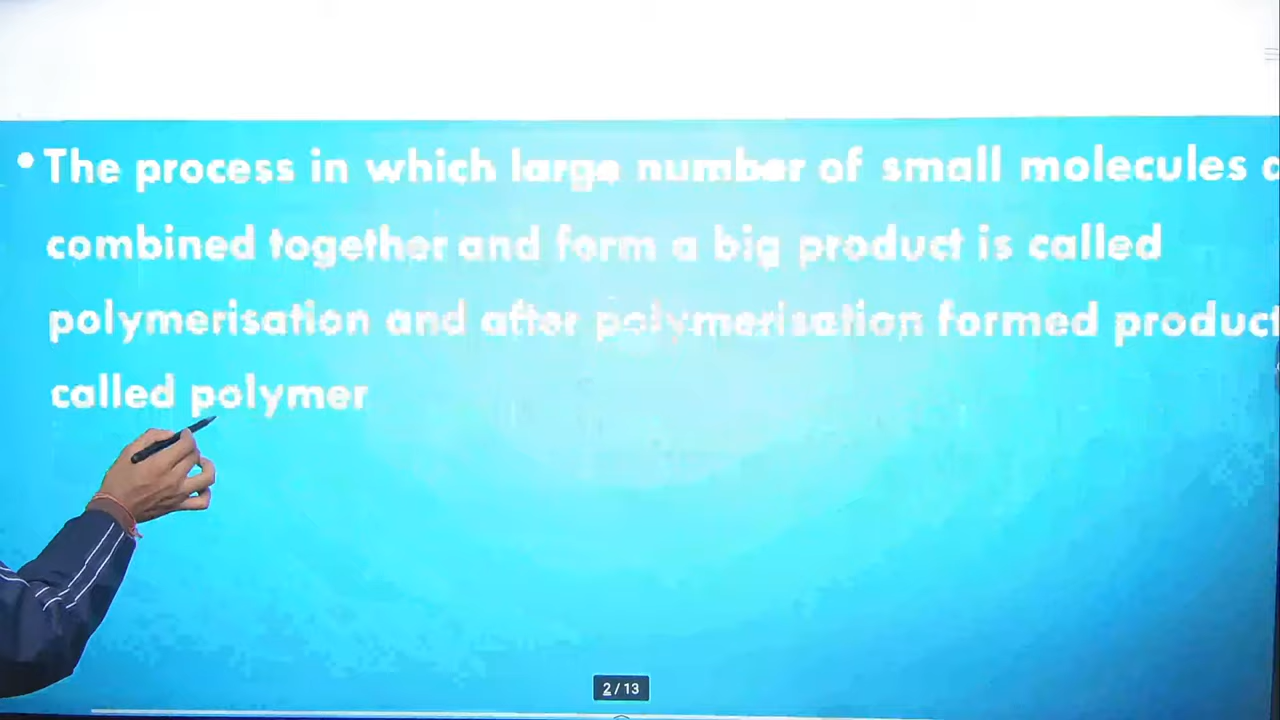 • The process in which large number of small molecules
combined together and form a big product is called
polymerisation and after polymerisation formed product
called polymer
2/13